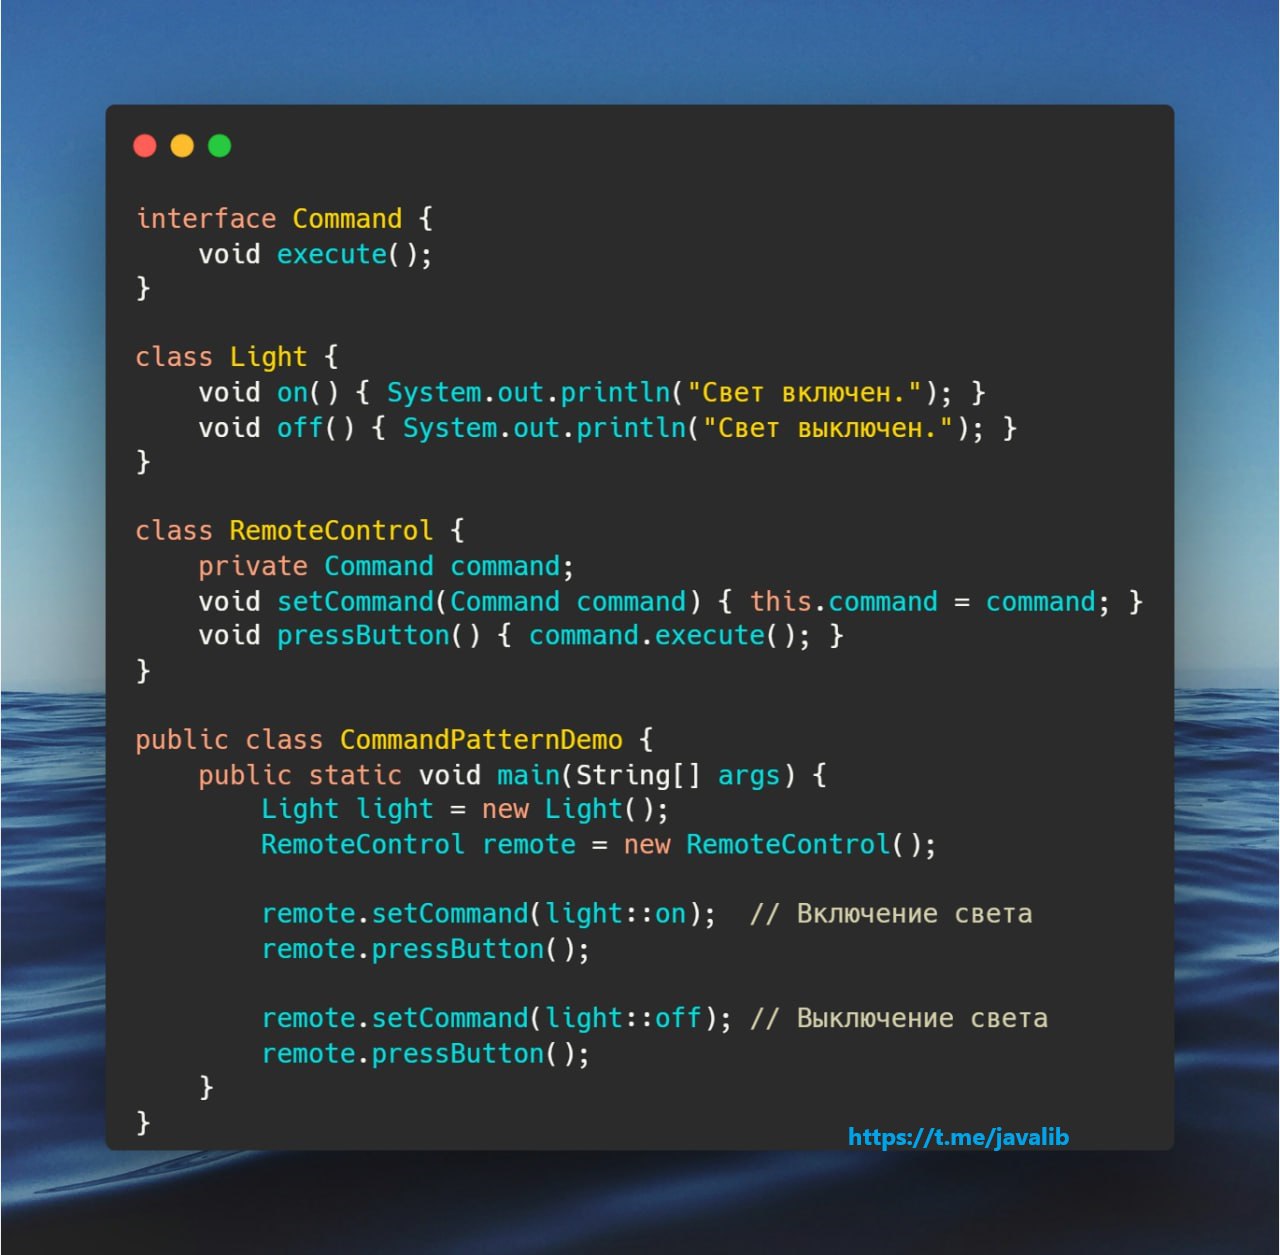 interface Command {
    void execute();
}

class Light {
    void on() { System.out.println("Свет включен."); }
    void off() { System.out.println("Свет выключен."); }
}

class RemoteControl {
    private Command command;
    void setCommand(Command command) { this.command = command; }
    void pressButton() { command.execute(); }
}

public class CommandPatternDemo {
    public static void main(String[] args) {
        Light light = new Light();
        RemoteControl remote = new RemoteControl();

        remote.setCommand(light::on);  // Включение света
        remote.pressButton();

        remote.setCommand(light::off); // Выключение света
        remote.pressButton();
    }
}
https://t.me/javalib